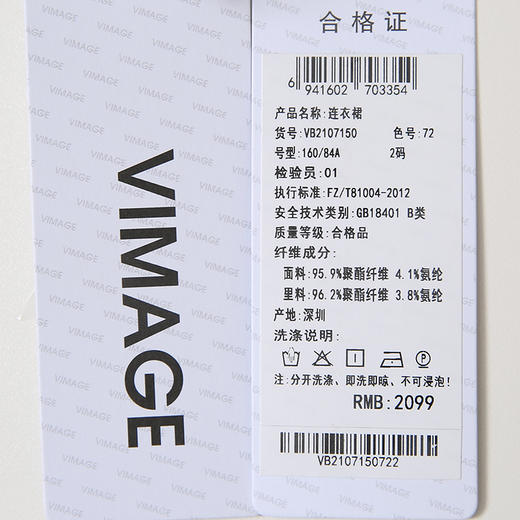 VIMAGE
合格证
6 941602 703354
产品名称:连衣裙
货号:VB2107150 色号:72
号型:160/84A 2码
检验员:01
执行标准:FZ/T81004-2012
安全技术类别:GB18401 B类
质量等级:合格品
纤维成分:
面料:95.9%聚酯纤维 4.1%氨纶
里料:96.2%聚酯纤维 3.8%氨纶
产地:深圳
洗涤说明:
注:分开洗涤、即洗即晾、不可浸泡!
RMB:2099
VB2107150722